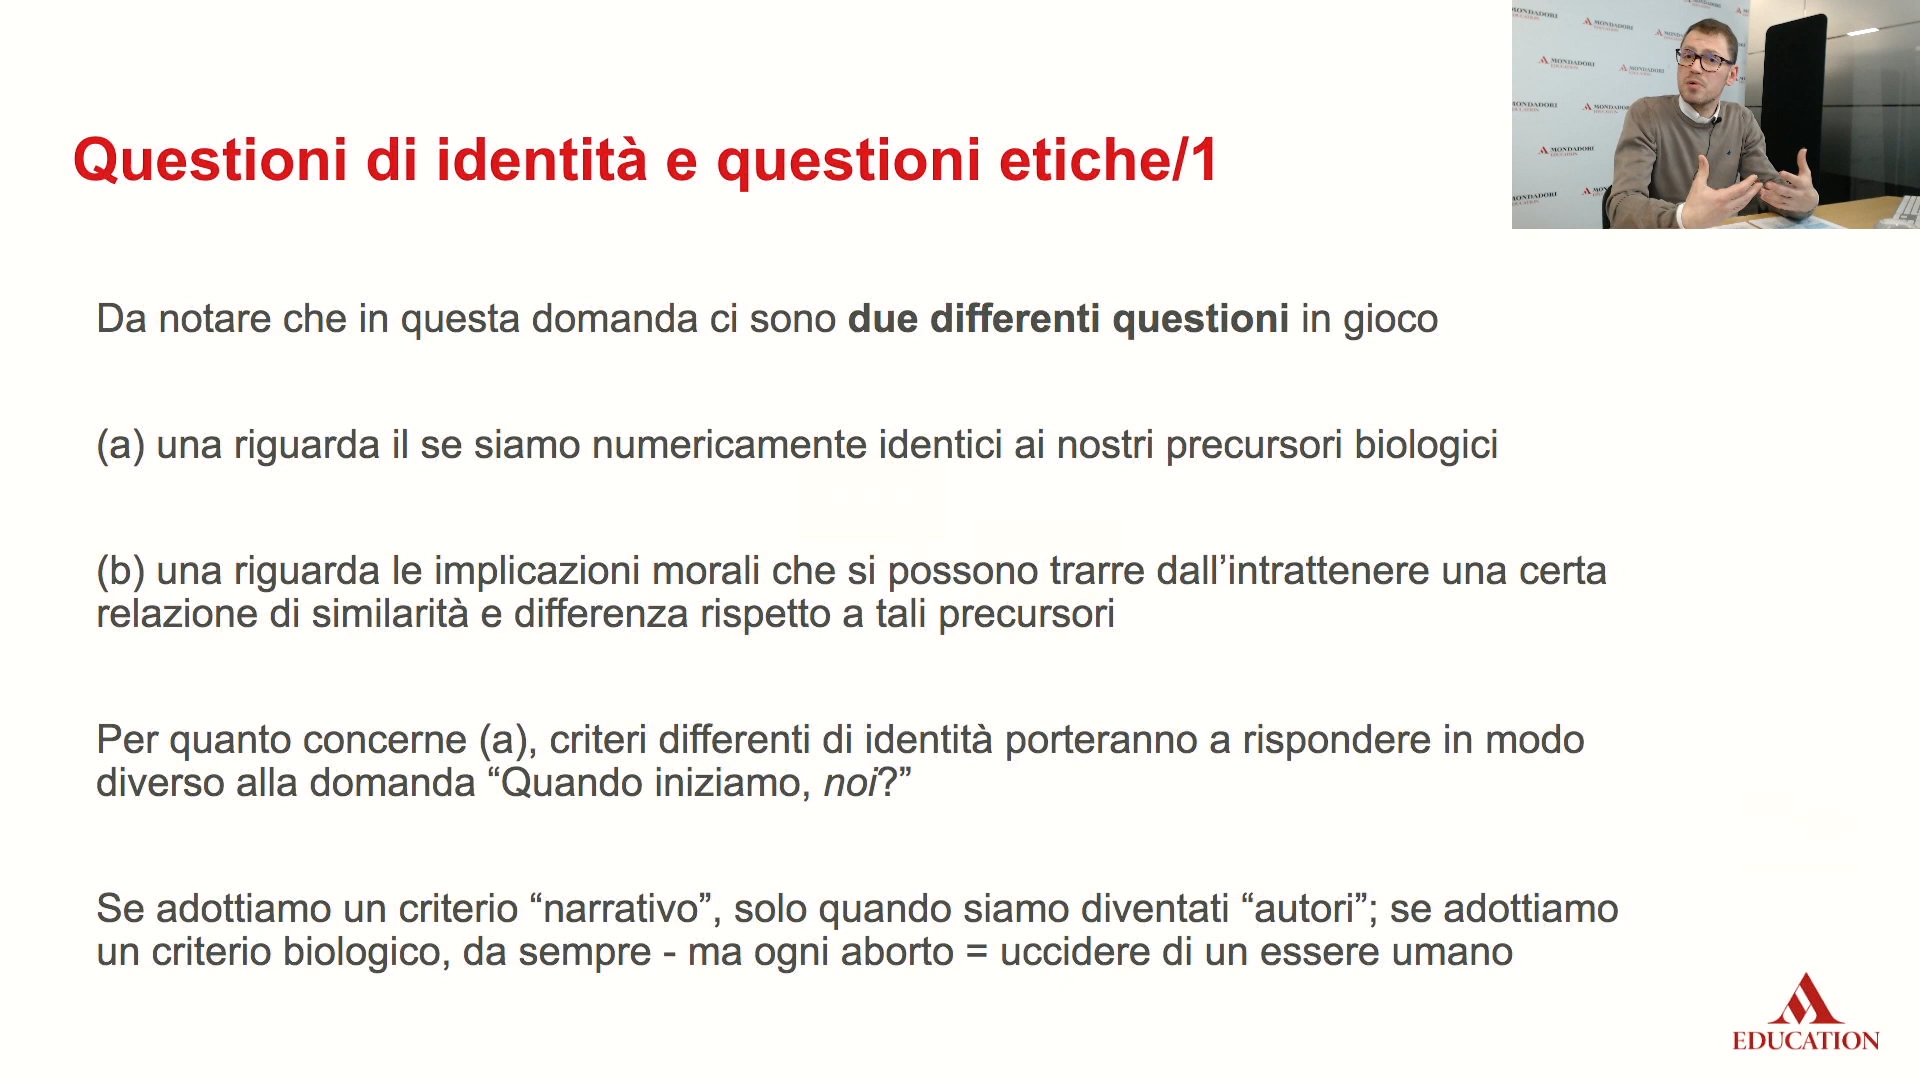 Questioni di identità e questioni etiche/1
Da notare che in questa domanda ci sono due differenti questioni in gioco
(a) una riguarda il se siamo numericamente identici ai nostri precursori biologici
(b) una riguarda le implicazioni morali che si possono trarre dall’intrattenere una certa
relazione di similarità e differenza rispetto a tali precursori
Per quanto concerne (a), criteri differenti di identità porteranno a rispondere in modo
diverso alla domanda “Quando iniziamo, noi?”
Se adottiamo un criterio “narrativo”, solo quando siamo diventati “autori”; se adottiamo
un criterio biologico, da sempre - ma ogni aborto = uccidere di un essere umano
EDUCATION
MONDADORI
EDUCATION